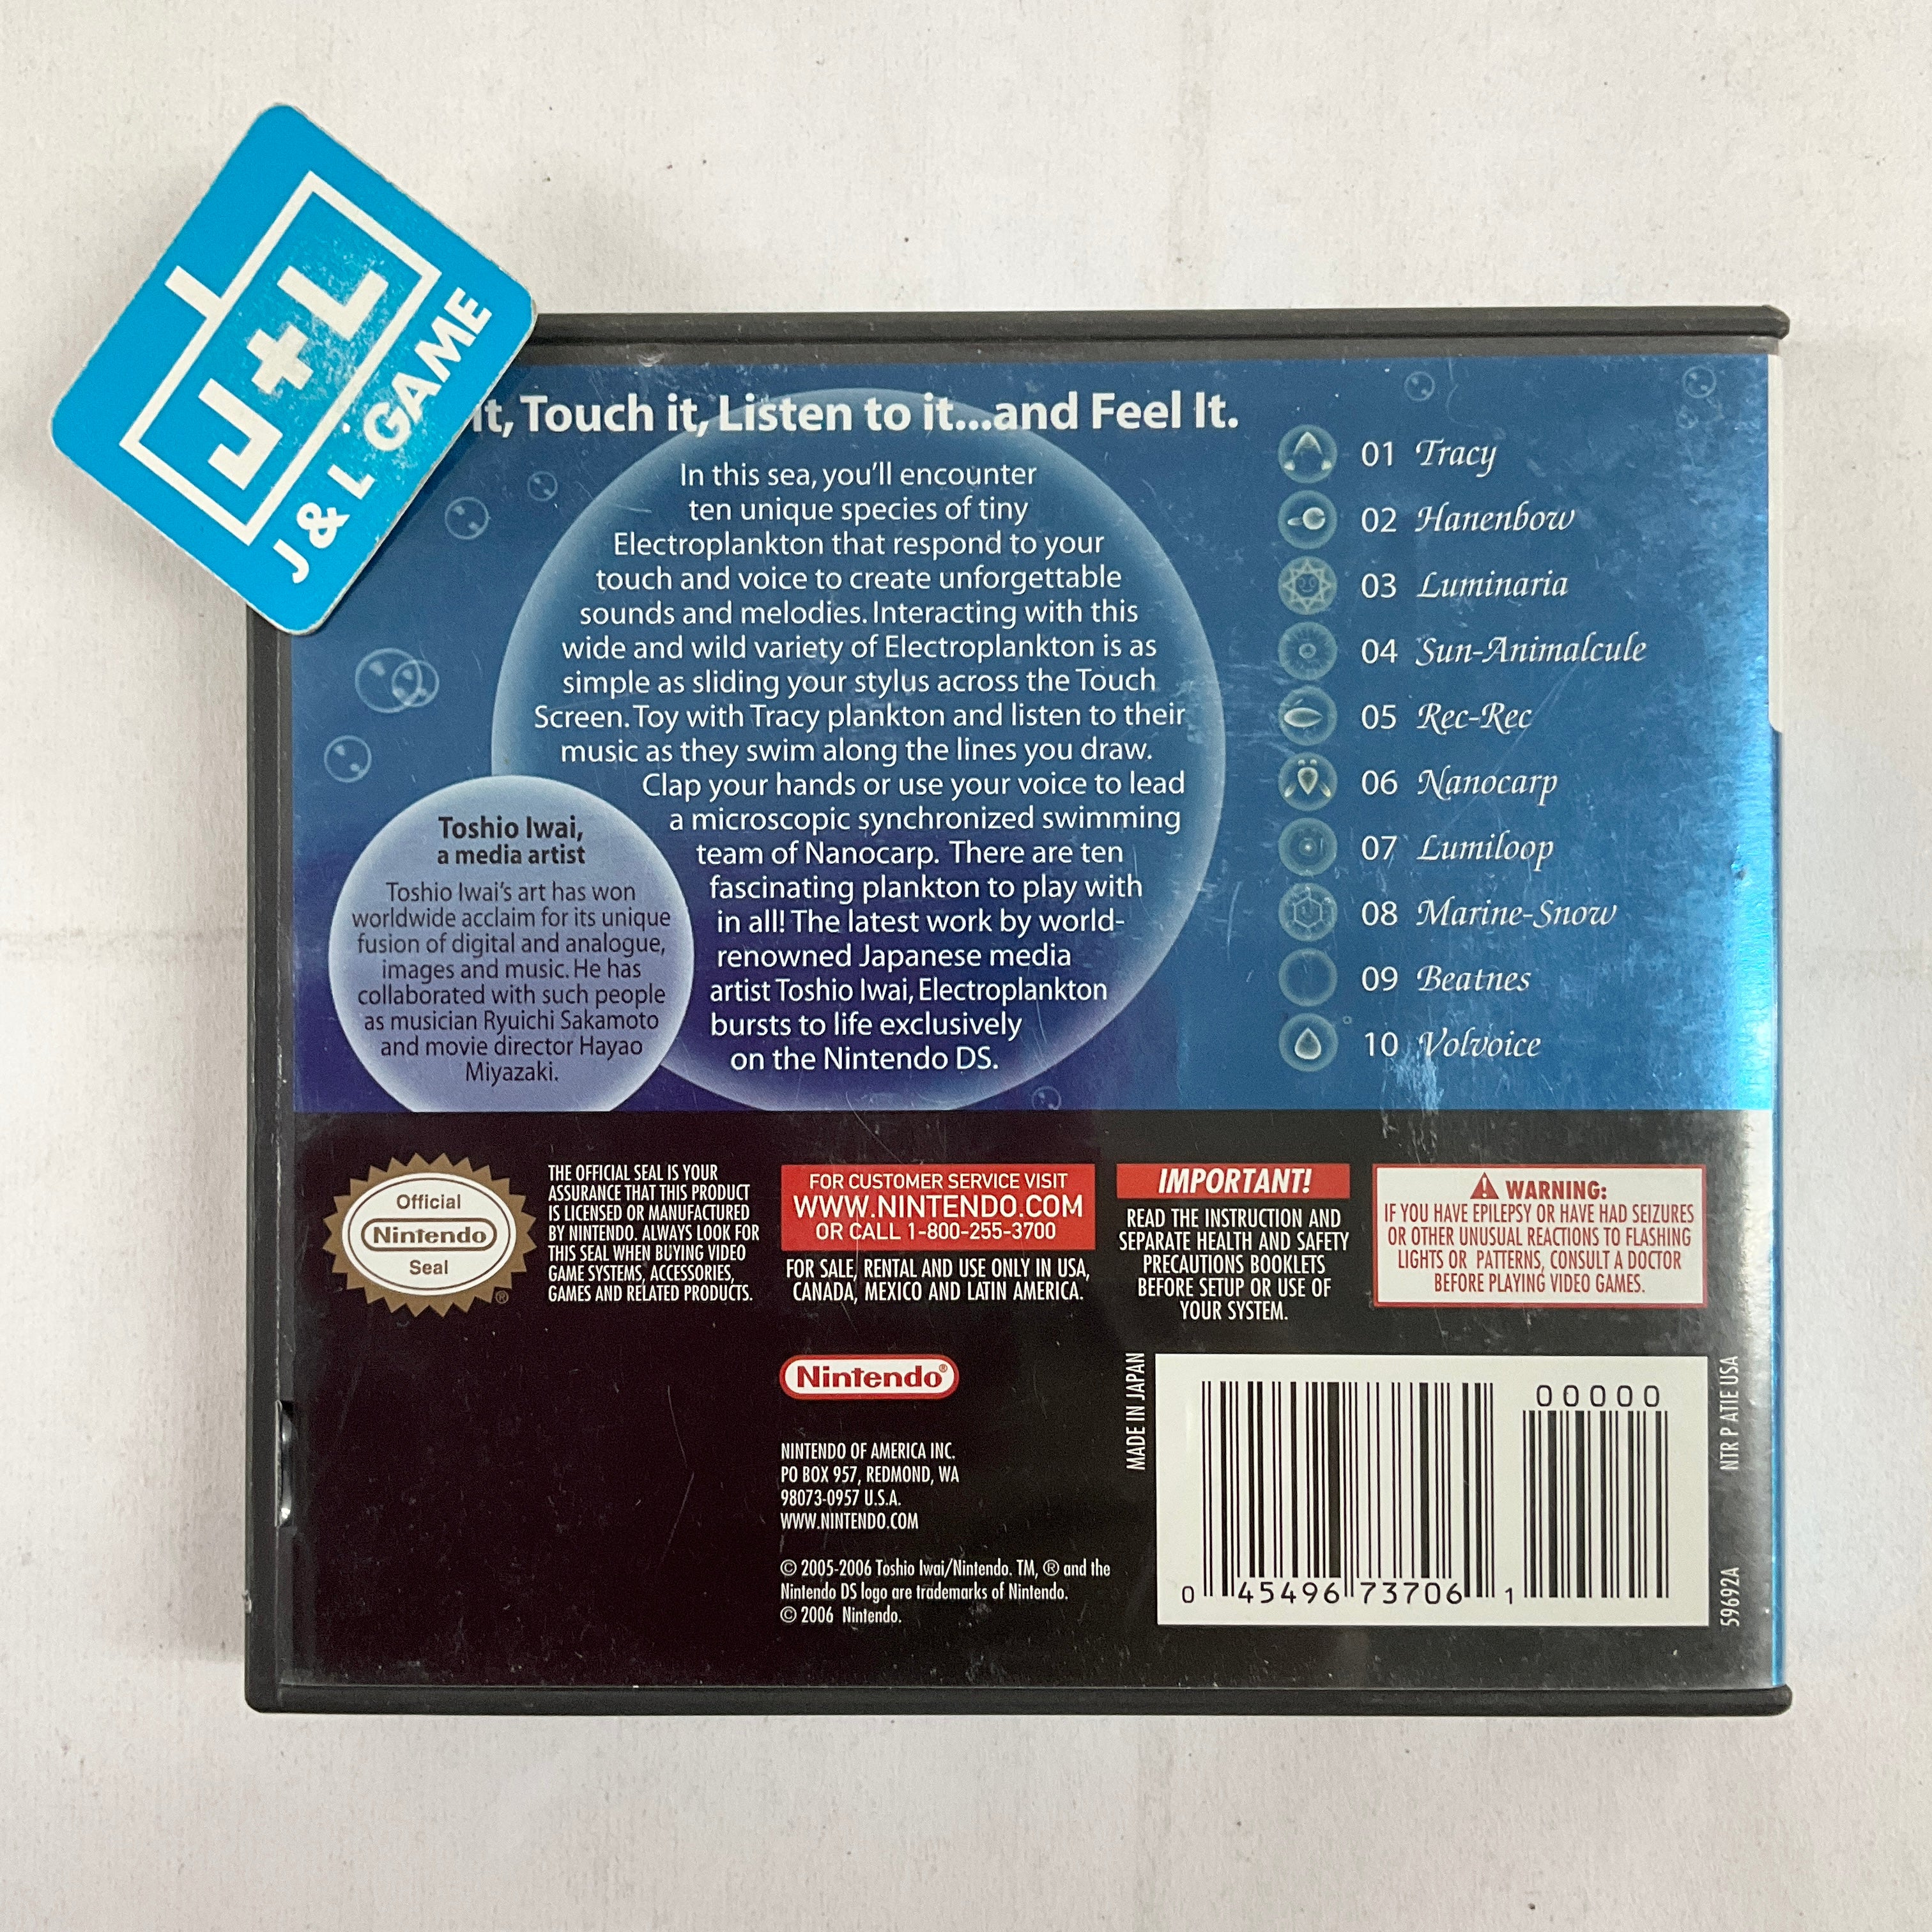 J+L
J & L GAME
It, Touch it, Listen to it...and Feel It.
In this sea, you'll encounter
ten unique species of tiny
Electroplankton that respond to your
touch and voice to create unforgettable
sounds and melodies. Interacting with this
wide and wild variety of Electroplankton is as
simple as sliding your stylus across the Touch
Screen. Toy with Tracy plankton and listen to their
music as they swim along the lines you draw.
Clap your hands or use your voice to lead
a microscopic synchronized swimming
team of Nanocarp. There are ten
fascinating plankton to play with
in all! The latest work by world-
renowned Japanese media
artist Toshio Iwai, Electroplankton
bursts to life exclusively
on the Nintendo DS.
Toshio Iwai,
a media artist
Toshio Iwai's art has won
worldwide acclaim for its unique
fusion of digital and analogue,
images and music. He has
collaborated with such people
as musician Ryuichi Sakamoto
and movie director Hayao
Miyazaki.
01 Tracy
02 Hanenbow
03 Luminaria
04 Sun-Animalcule
05 Rec-Rec
06 Nanocarp
07 Lumiloop
08 Marine-Snow
09 Beatnes
10 Volvoice
Official
Nintendo
Seal
®
THE OFFICIAL SEAL IS YOUR
ASSURANCE THAT THIS PRODUCT
IS LICENSED OR MANUFACTURED
BY NINTENDO. ALWAYS LOOK FOR
THIS SEAL WHEN BUYING VIDEO
GAME SYSTEMS, ACCESSORIES,
GAMES AND RELATED PRODUCTS.
FOR CUSTOMER SERVICE VISIT
WWW.NINTENDO.COM
OR CALL 1-800-255-3700
FOR SALE, RENTAL AND USE ONLY IN USA,
CANADA, MEXICO AND LATIN AMERICA.
IMPORTANT!
READ THE INSTRUCTION AND
SEPARATE HEALTH AND SAFETY
PRECAUTIONS BOOKLETS
BEFORE SETUP OR USE OF
YOUR SYSTEM.
WARNING:
IF YOU HAVE EPILEPSY OR HAVE HAD SEIZURES
OR OTHER UNUSUAL REACTIONS TO FLASHING
LIGHTS OR PATTERNS, CONSULT A DOCTOR
BEFORE PLAYING VIDEO GAMES.
Nintendo®
NINTENDO OF AMERICA INC.
PO BOX 957, REDMOND, WA
98073-0957 U.S.A.
WWW.NINTENDO.COM
© 2005-2006 Toshio Iwai/Nintendo. TM, ® and the
Nintendo DS logo are trademarks of Nintendo.
© 2006 Nintendo.
MADE IN JAPAN
00000
0 45496 73706 1
NTR P ATIE USA
59692A